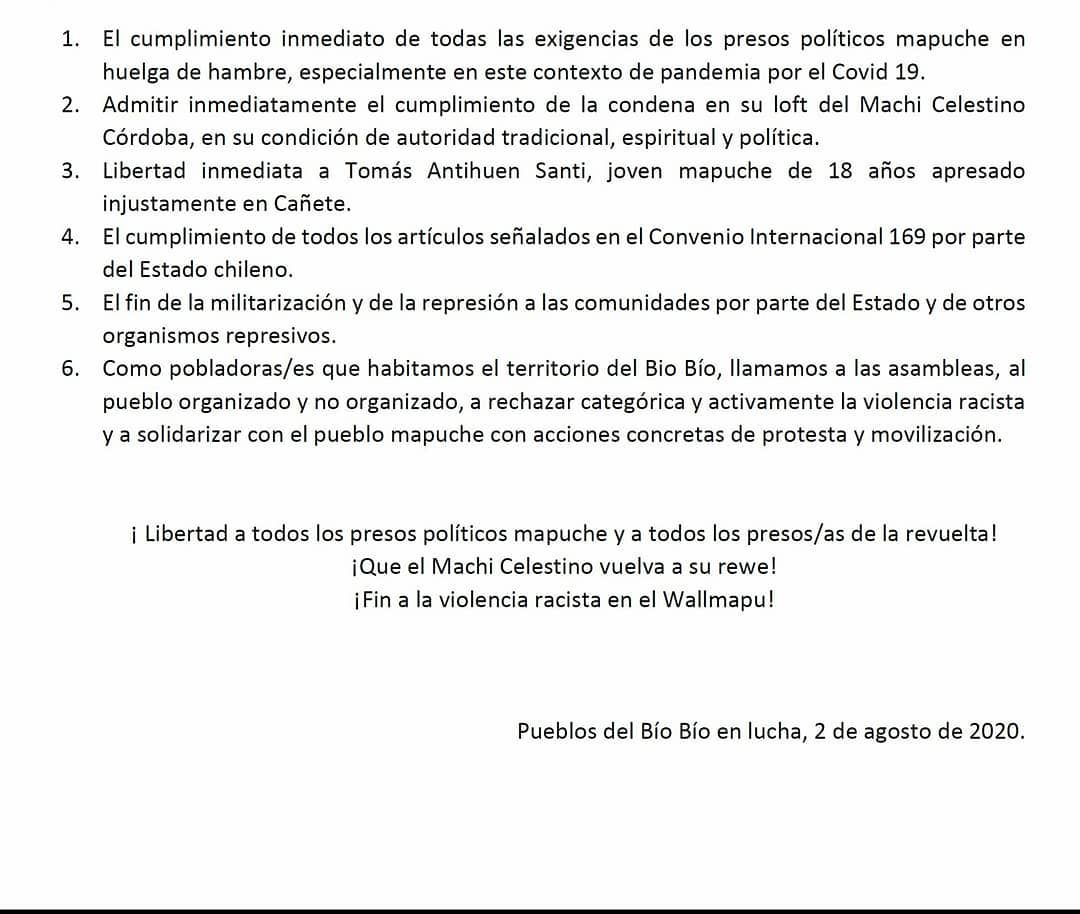 1. El cumplimiento inmediato de todas las exigencias de los presos políticos mapuche en
huelga de hambre, especialmente en este contexto de pandemia por el Covid 19.
2. Admitir inmediatamente el cumplimiento de la condena en su loft del Machi Celestino
Córdoba, en su condición de autoridad tradicional, espiritual y política.
3. Libertad inmediata a Tomás Antihuen Santi, joven mapuche de 18 años apresado
injustamente en Cañete.
4. El cumplimiento de todos los artículos señalados en el Convenio Internacional 169 por parte
del Estado chileno.
5. El fin de la militarización y de la represión a las comunidades por parte del Estado y de otros
organismos represivos.
6. Como pobladoras/es que habitamos el territorio del Bio Bío, llamamos a las asambleas, al
pueblo organizado y no organizado, a rechazar categórica y activamente la violencia racista
y a solidarizar con el pueblo mapuche con acciones concretas de protesta y movilización.
¡ Libertad a todos los presos políticos mapuche y a todos los presos/as de la revuelta!
¡Que el Machi Celestino vuelva a su rewe!
¡Fin a la violencia racista en el Wallmapu!
Pueblos del Bío Bío en lucha, 2 de agosto de 2020.